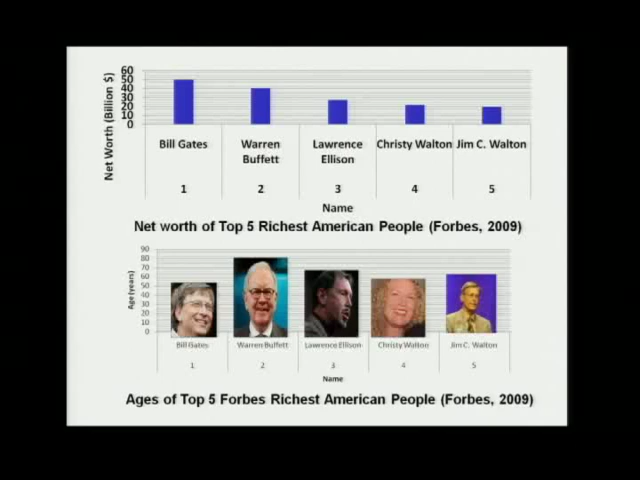 60
50
40
30
20
10
0
Net Worth (Billion $)
Bill Gates Warren Buffett Lawrence Ellison Christy Walton Jim C. Walton
1 2 3 4 5
Name
Net worth of Top 5 Richest American People (Forbes, 2009)
90
80
70
60
50
40
30
20
10
0
Age (years)
Bill Gates Warren Buffett Lawrence Ellison Christy Walton Jim C. Walton
1 2 3 4 5
Name
Ages of Top 5 Forbes Richest American People (Forbes, 2009)